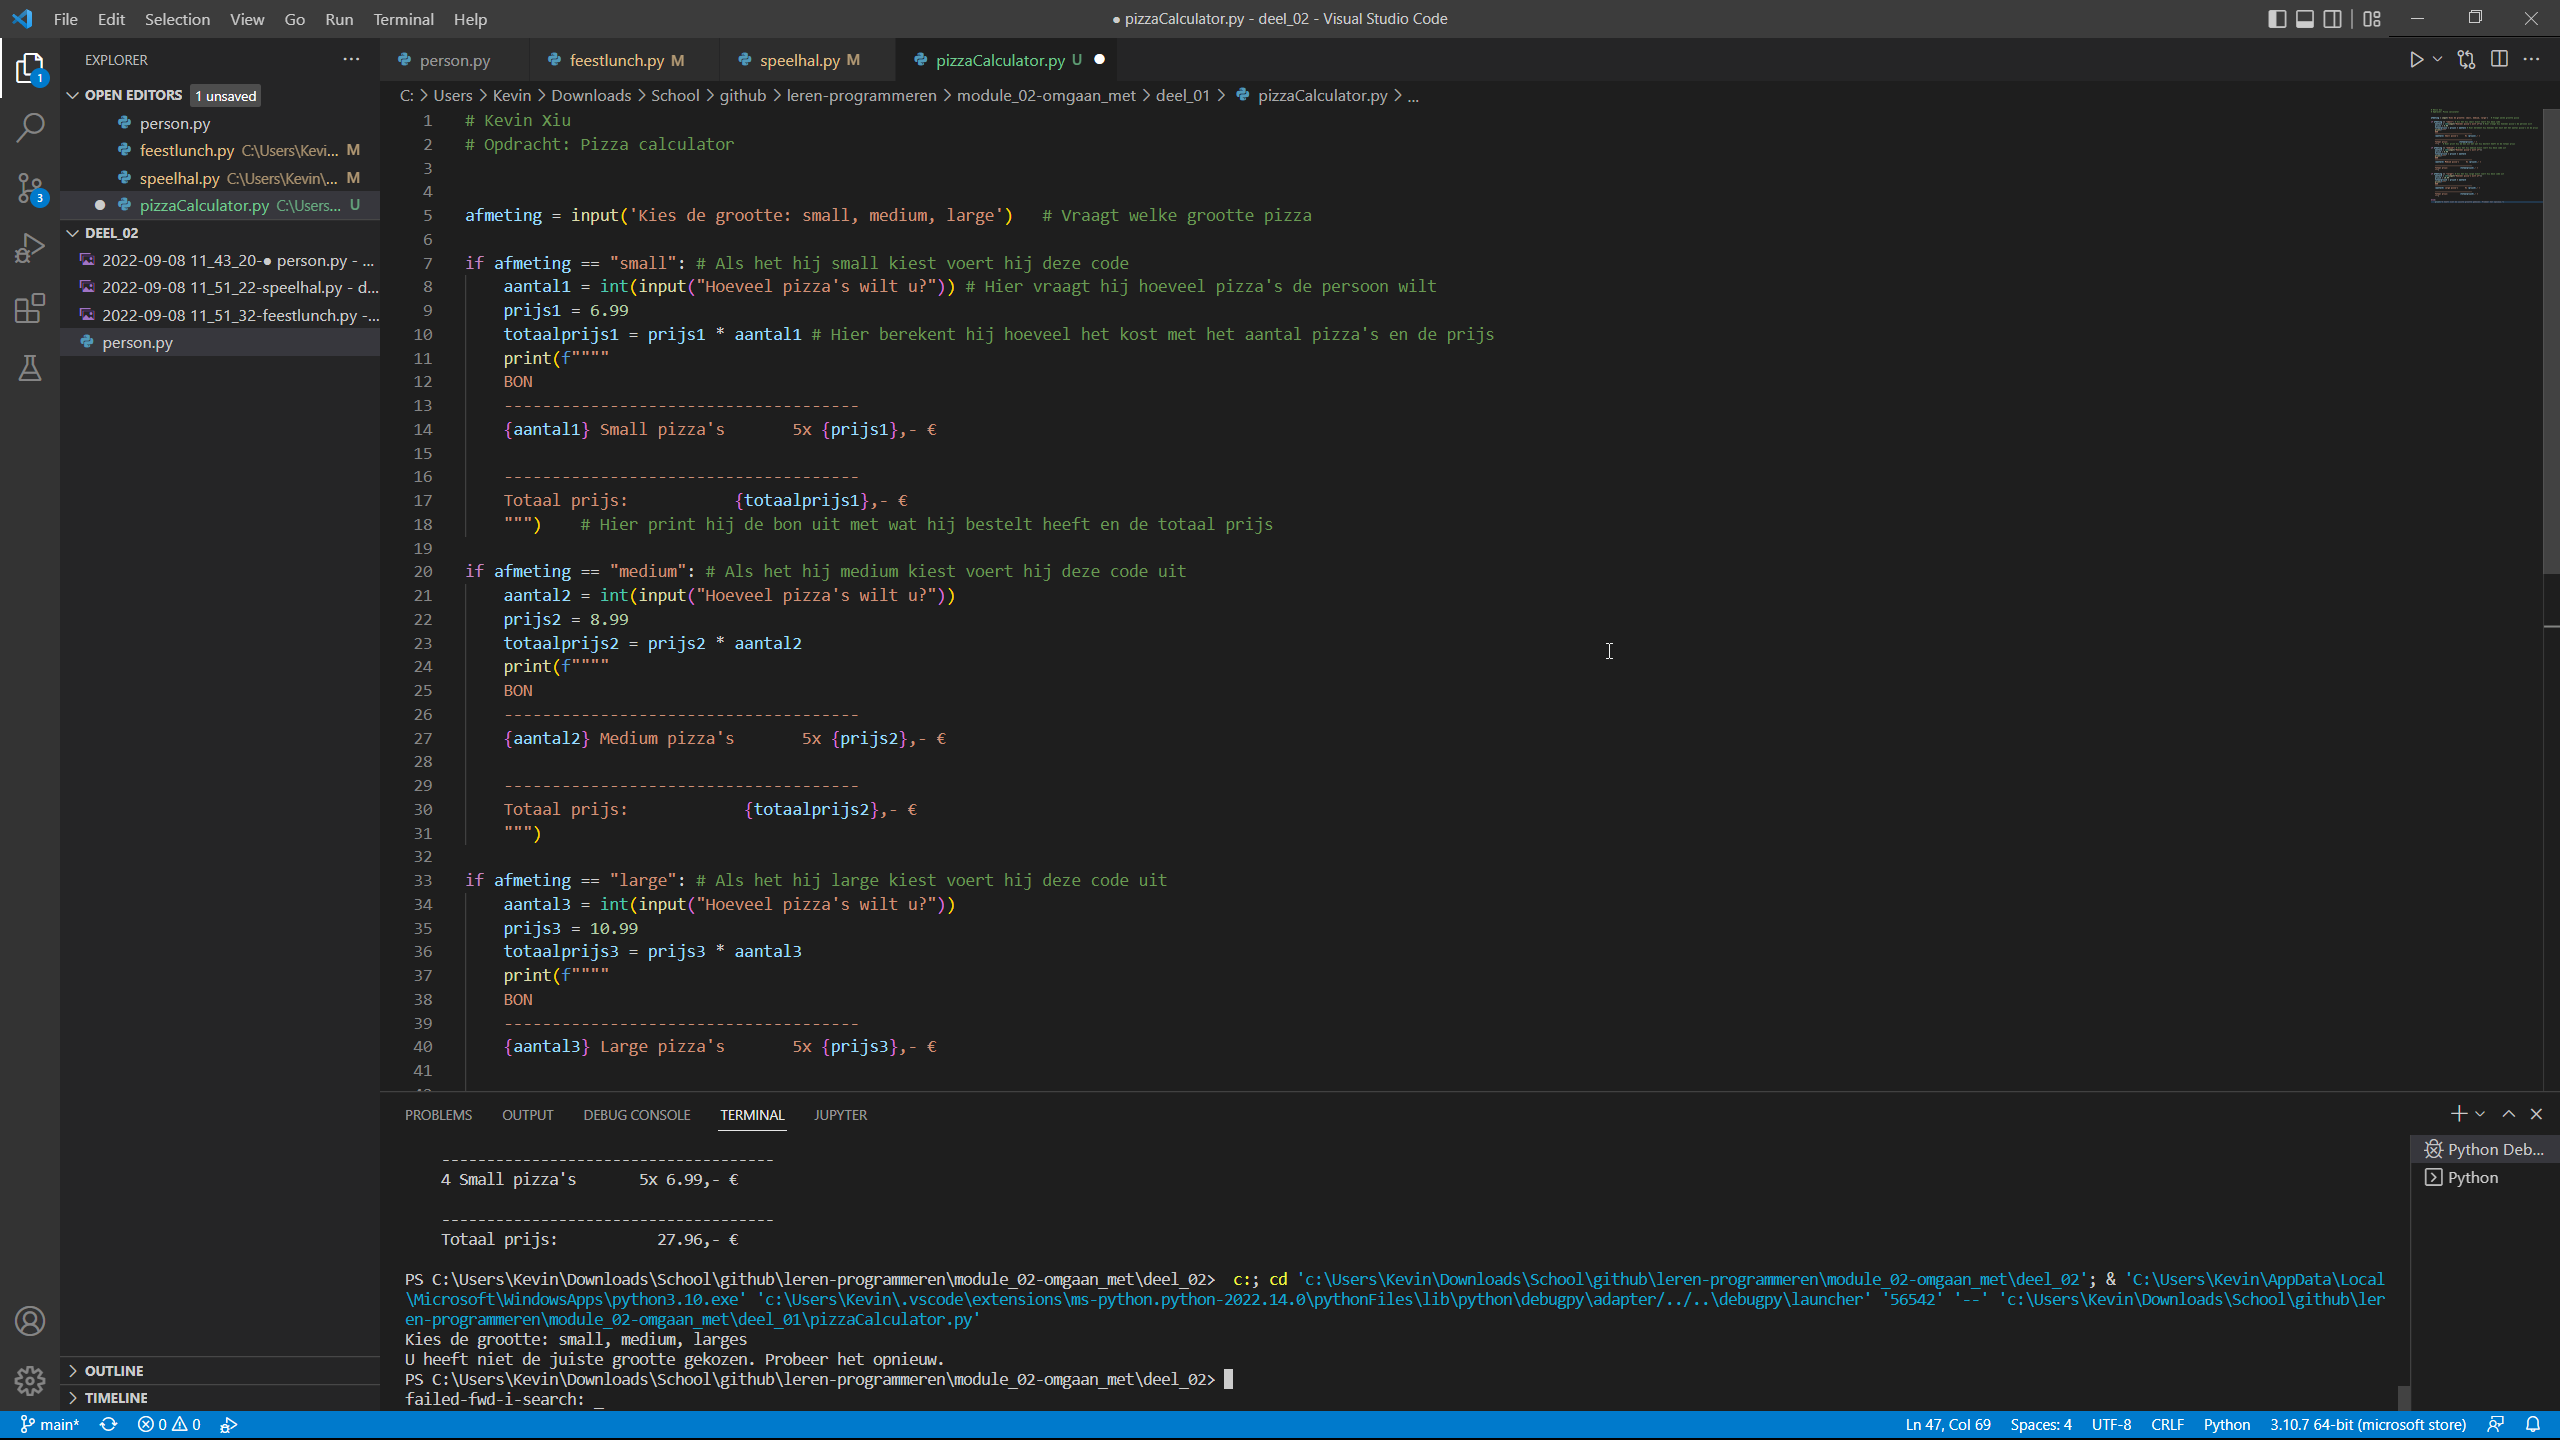 File Edit Selection View Go Run Terminal Help
● pizzaCalculator.py - deel_02 - Visual Studio Code
EXPLORER
OPEN EDITORS 1 unsaved
person.py
feestlunch.py C:\Users\Kevi... M
speelhal.py C:\Users\Kevin\... M
pizzaCalculator.py C:\Users... U
DEEL_02
2022-09-08 11_43_20-● person.py - ...
2022-09-08 11_51_22-speelhal.py - d...
2022-09-08 11_51_32-feestlunch.py -...
person.py
OUTLINE
TIMELINE
person.py feestlunch.py M speelhal.py M pizzaCalculator.py U
C: > Users > Kevin > Downloads > School > github > leren-programmeren > module_02-omgaan_met > deel_01 > pizzaCalculator.py > ...
1 # Kevin Xiu
2 # Opdracht: Pizza calculator
3
4
5 afmeting = input('Kies de grootte: small, medium, large') # Vraagt welke grootte pizza
6
7 if afmeting == "small": # Als het hij small kiest voert hij deze code
8 aantal1 = int(input("Hoeveel pizza's wilt u?")) # Hier vraagt hij hoeveel pizza's de persoon wilt
9 prijs1 = 6.99
10 totaalprijs1 = prijs1 * aantal1 # Hier berekent hij hoeveel het kost met het aantal pizza's en de prijs
11 print(f""""
12 BON
13 -------------------------------------
14 {aantal1} Small pizza's 5x {prijs1},- €
15
16 -------------------------------------
17 Totaal prijs: {totaalprijs1},- €
18 """) # Hier print hij de bon uit met wat hij bestelt heeft en de totaal prijs
19
20 if afmeting == "medium": # Als het hij medium kiest voert hij deze code uit
21 aantal2 = int(input("Hoeveel pizza's wilt u?"))
22 prijs2 = 8.99
23 totaalprijs2 = prijs2 * aantal2
24 print(f""""
25 BON
26 -------------------------------------
27 {aantal2} Medium pizza's 5x {prijs2},- €
28
29 -------------------------------------
30 Totaal prijs: {totaalprijs2},- €
31 """)
32
33 if afmeting == "large": # Als het hij large kiest voert hij deze code uit
34 aantal3 = int(input("Hoeveel pizza's wilt u?"))
35 prijs3 = 10.99
36 totaalprijs3 = prijs3 * aantal3
37 print(f""""
38 BON
39 -------------------------------------
40 {aantal3} Large pizza's 5x {prijs3},- €
41
PROBLEMS OUTPUT DEBUG CONSOLE TERMINAL JUPYTER
-------------------------------------
4 Small pizza's 5x 6.99,- €
-------------------------------------
Totaal prijs: 27.96,- €
PS C:\Users\Kevin\Downloads\School\github\leren-programmeren\module_02-omgaan_met\deel_02> c:; cd 'c:\Users\Kevin\Downloads\School\github\leren-programmeren\module_02-omgaan_met\deel_02'; & 'C:\Users\Kevin\AppData\Local
\Microsoft\WindowsApps\python3.10.exe' 'c:\Users\Kevin\.vscode\extensions\ms-python.python-2022.14.0\pythonFiles\lib\python\debugpy\adapter/../..\debugpy\launcher' '56542' '--' 'c:\Users\Kevin\Downloads\School\github\ler
en-programmeren\module_02-omgaan_met\deel_01\pizzaCalculator.py'
Kies de grootte: small, medium, larges
U heeft niet de juiste grootte gekozen. Probeer het opnieuw.
PS C:\Users\Kevin\Downloads\School\github\leren-programmeren\module_02-omgaan_met\deel_02>
failed-fwd-i-search: _
Python Deb...
Python
main* 0 0 Ln 47, Col 69 Spaces: 4 UTF-8 CRLF Python 3.10.7 64-bit (microsoft store)